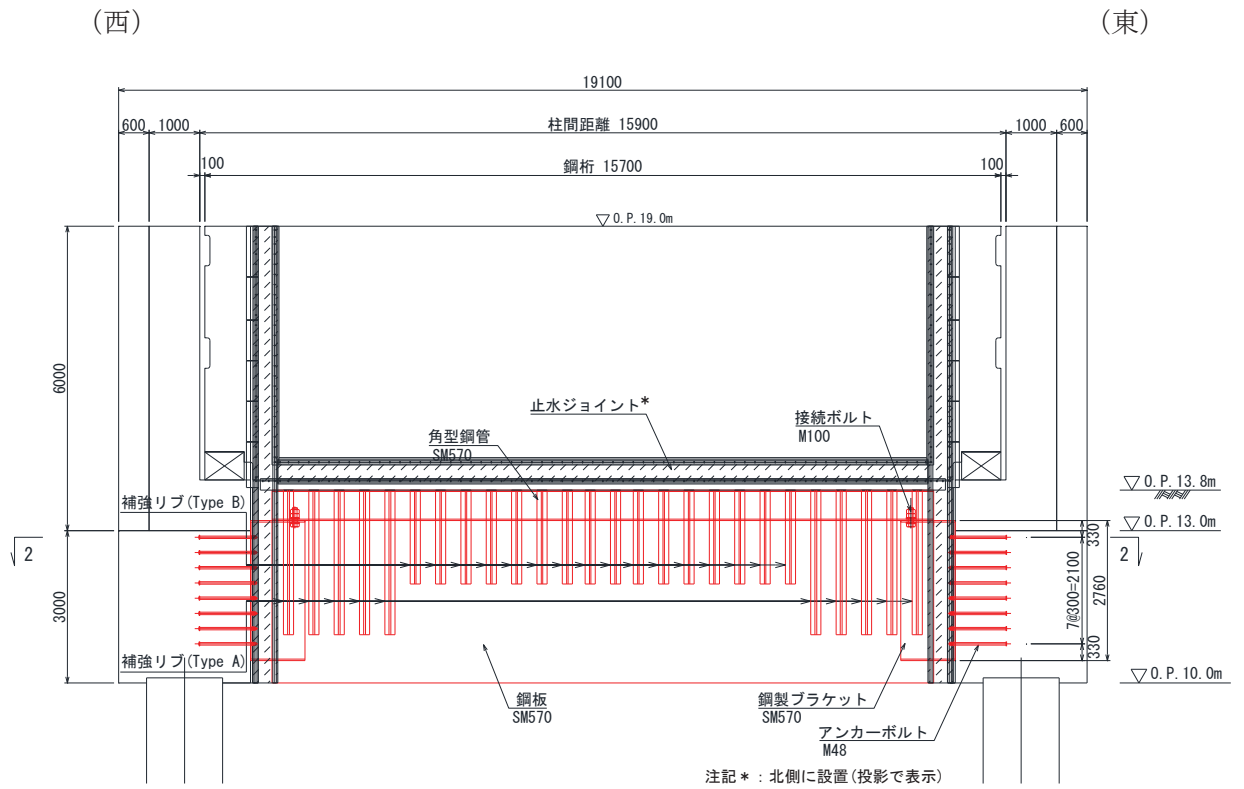 (西)
(東)
19100
600
1000
柱間距離 15900
1000
600
100
鋼桁 15700
100
▽ O.P.19.0m
6000
止水ジョイント*
接続ボルト
M100
角型鋼管
SM570
補強リブ(Type B)
▽ O.P.13.8m
▽ O.P.13.0m
2
2
330
7@300=2100
2760
330
3000
補強リブ(Type A)
▽ O.P.10.0m
鋼板
SM570
鋼製ブラケット
SM570
アンカーボルト
M48
注記* : 北側に設置(投影で表示)